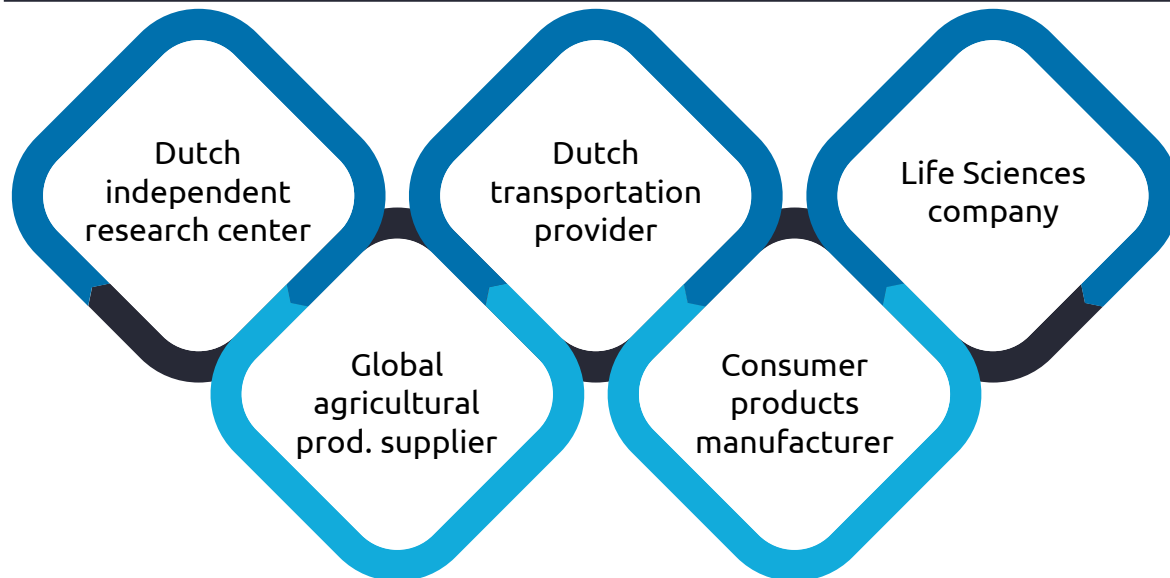 Dutch
independent
research center
Dutch
transportation
provider
Life Sciences
company
Global
agricultural
prod. supplier
Consumer
products
manufacturer